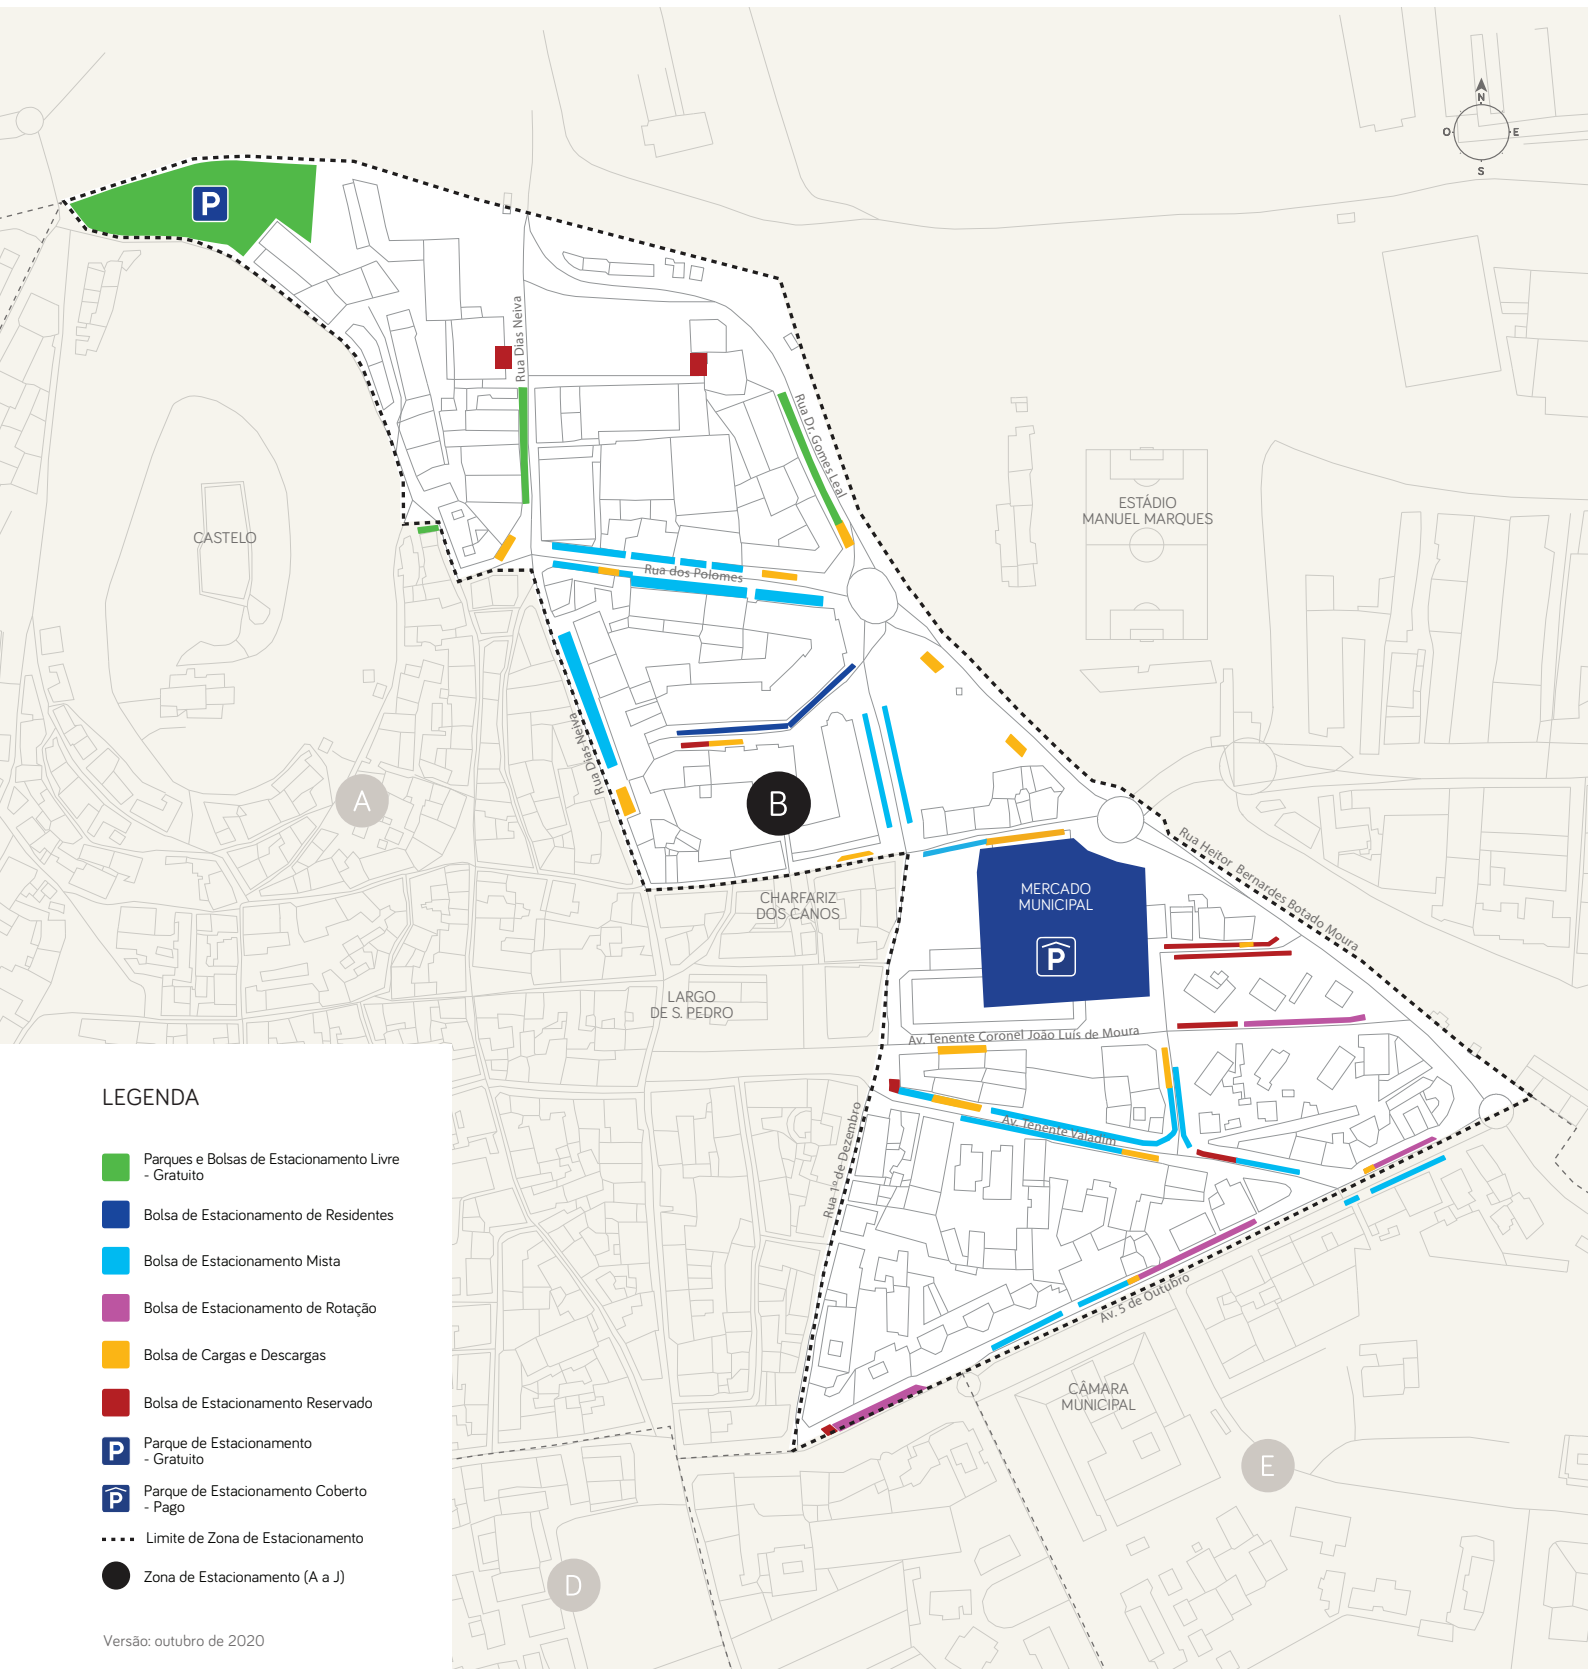 N
O
E
S
P
Rua Dias Neiva
Rua Dr. Gomes Leal
ESTÁDIO
MANUEL MARQUES
CASTELO
Rua dos Polomes
Rua Dias Neiva
A
B
Rua Heitor Bernardes Botado Moura
MERCADO
MUNICIPAL
P
CHARFARIZ
DOS CANOS
LARGO
DE S. PEDRO
Av. Tenente Coronel João Luís de Moura
Rua 1º de Dezembro
Av. Tenente Valadim
Av. 5 de Outubro
CÂMARA
MUNICIPAL
E
D
LEGENDA
Parques e Bolsas de Estacionamento Livre
- Gratuito
Bolsa de Estacionamento de Residentes
Bolsa de Estacionamento Mista
Bolsa de Estacionamento de Rotação
Bolsa de Cargas e Descargas
Bolsa de Estacionamento Reservado
P
Parque de Estacionamento
- Gratuito
P
Parque de Estacionamento Coberto
- Pago
Limite de Zona de Estacionamento
Zona de Estacionamento (A a J)
Versão: outubro de 2020